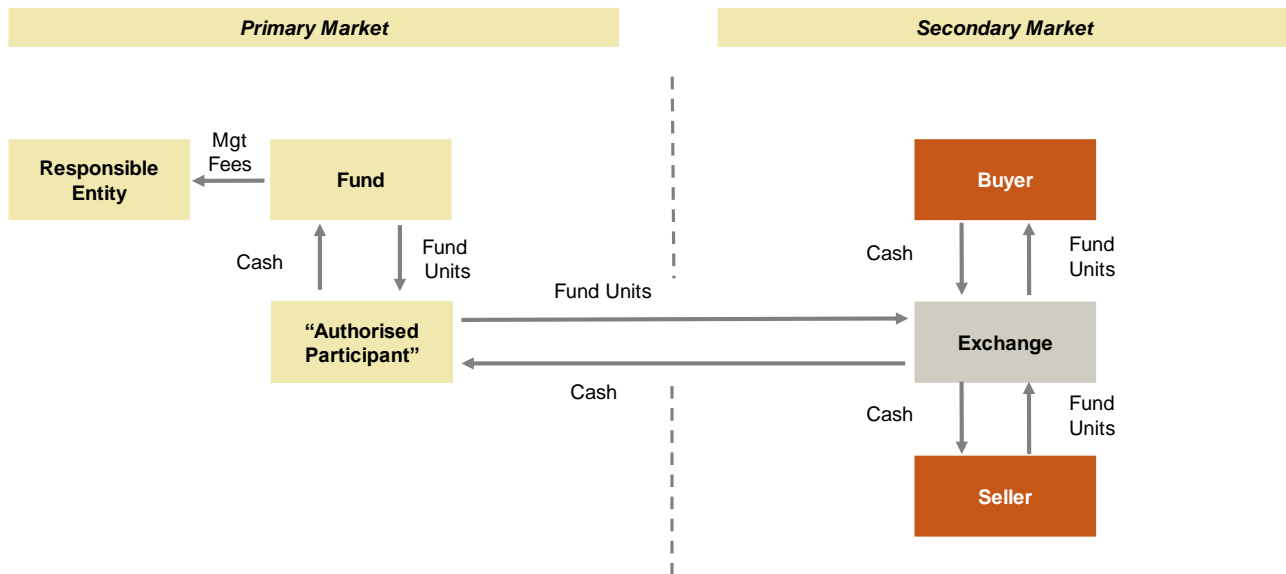 Primary Market
Secondary Market
Mgt
Fees
Responsible
Entity
Fund
Buyer
Cash
Fund
Units
Cash
Fund
Units
Fund Units
“Authorised
Participant”
Exchange
Cash
Cash
Fund
Units
Seller